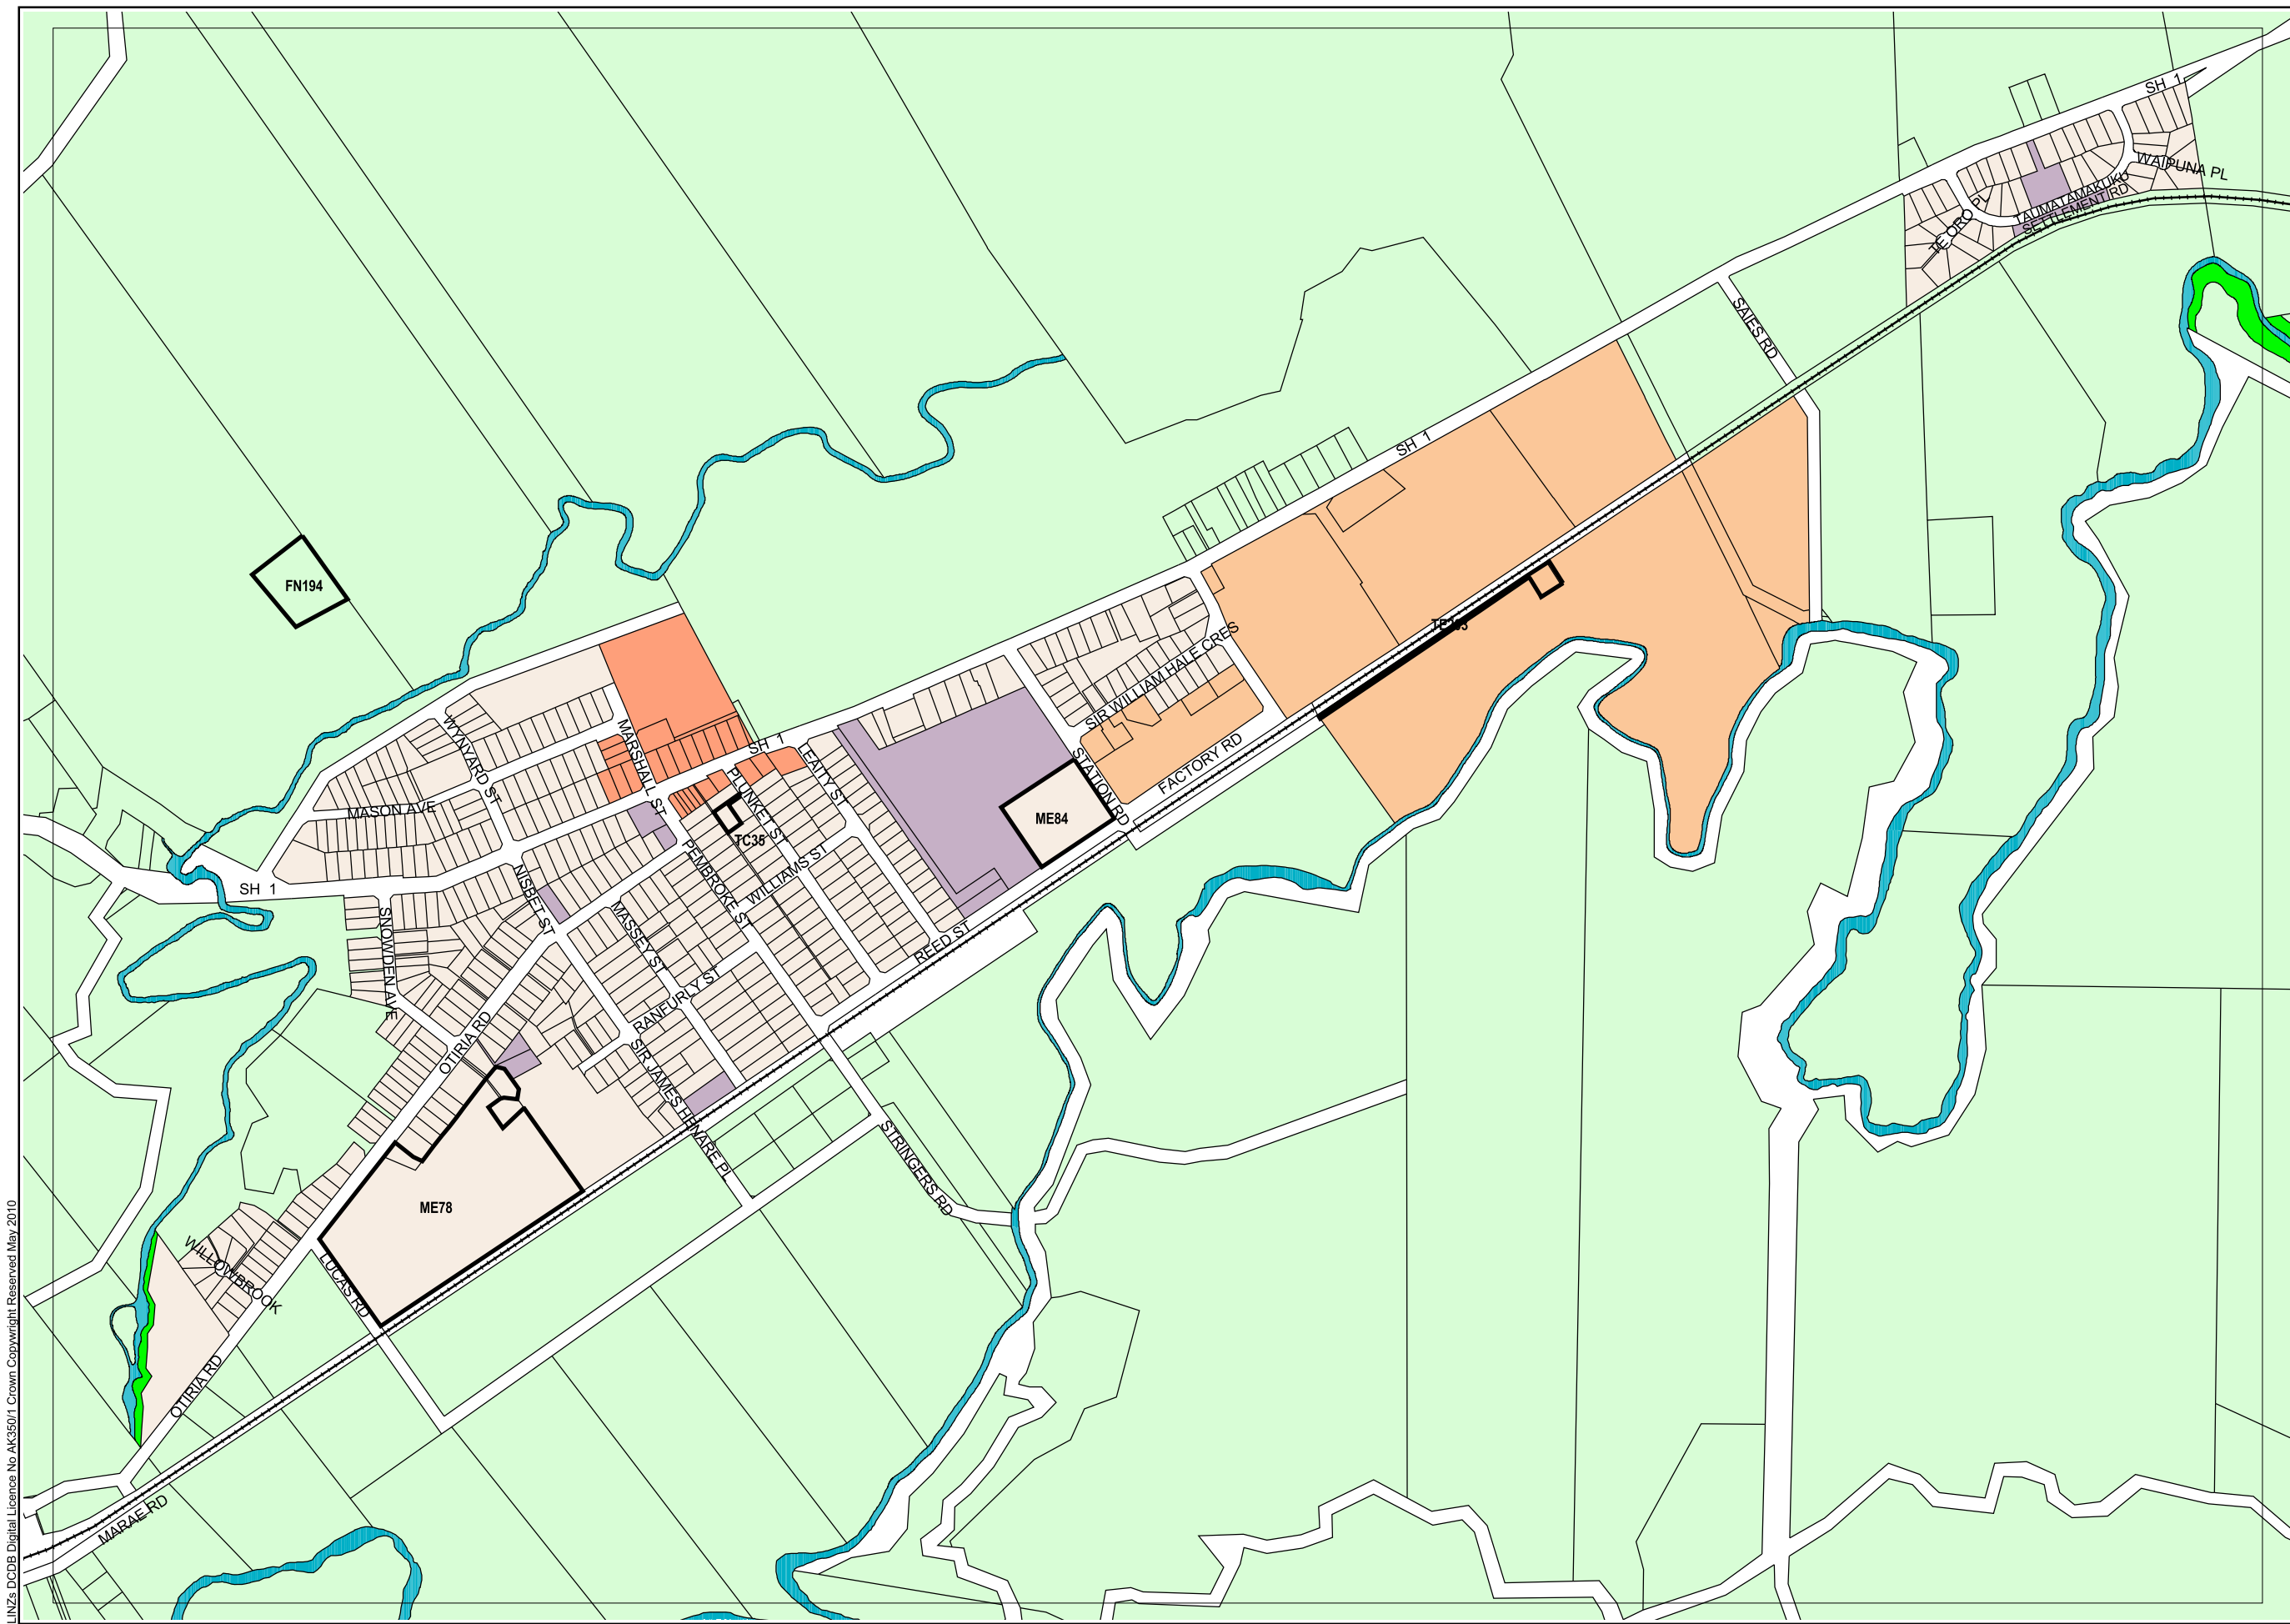 SH 1
WAIPUNA PL
TAUMATAMAKUKU
SETTLEMENT RD
TE ORO PL
SAIES RD
SH 1
FN194
SIR WILLIAM HALE CRES
WYNYARD ST
MARSHALL ST
SH 1
LEATY ST
STATION RD
FACTORY RD
PLUNKET ST
MASON AVE
TC35
ME84
WILLIAMS ST
PEMBROKE ST
SH 1
NISBET ST
SNOWDEN AVE
MASSEY ST
REED ST
RANFURLY ST
OTIRIA RD
SIR JAMES HENARE PL
STRINGERS RD
ME78
WILLOWBROOK
LUCAS RD
OTIRIA RD
MARAE RD
LINZs DCDB Digital Licence No AK350/1 Crown Copywright Reserved May 2010